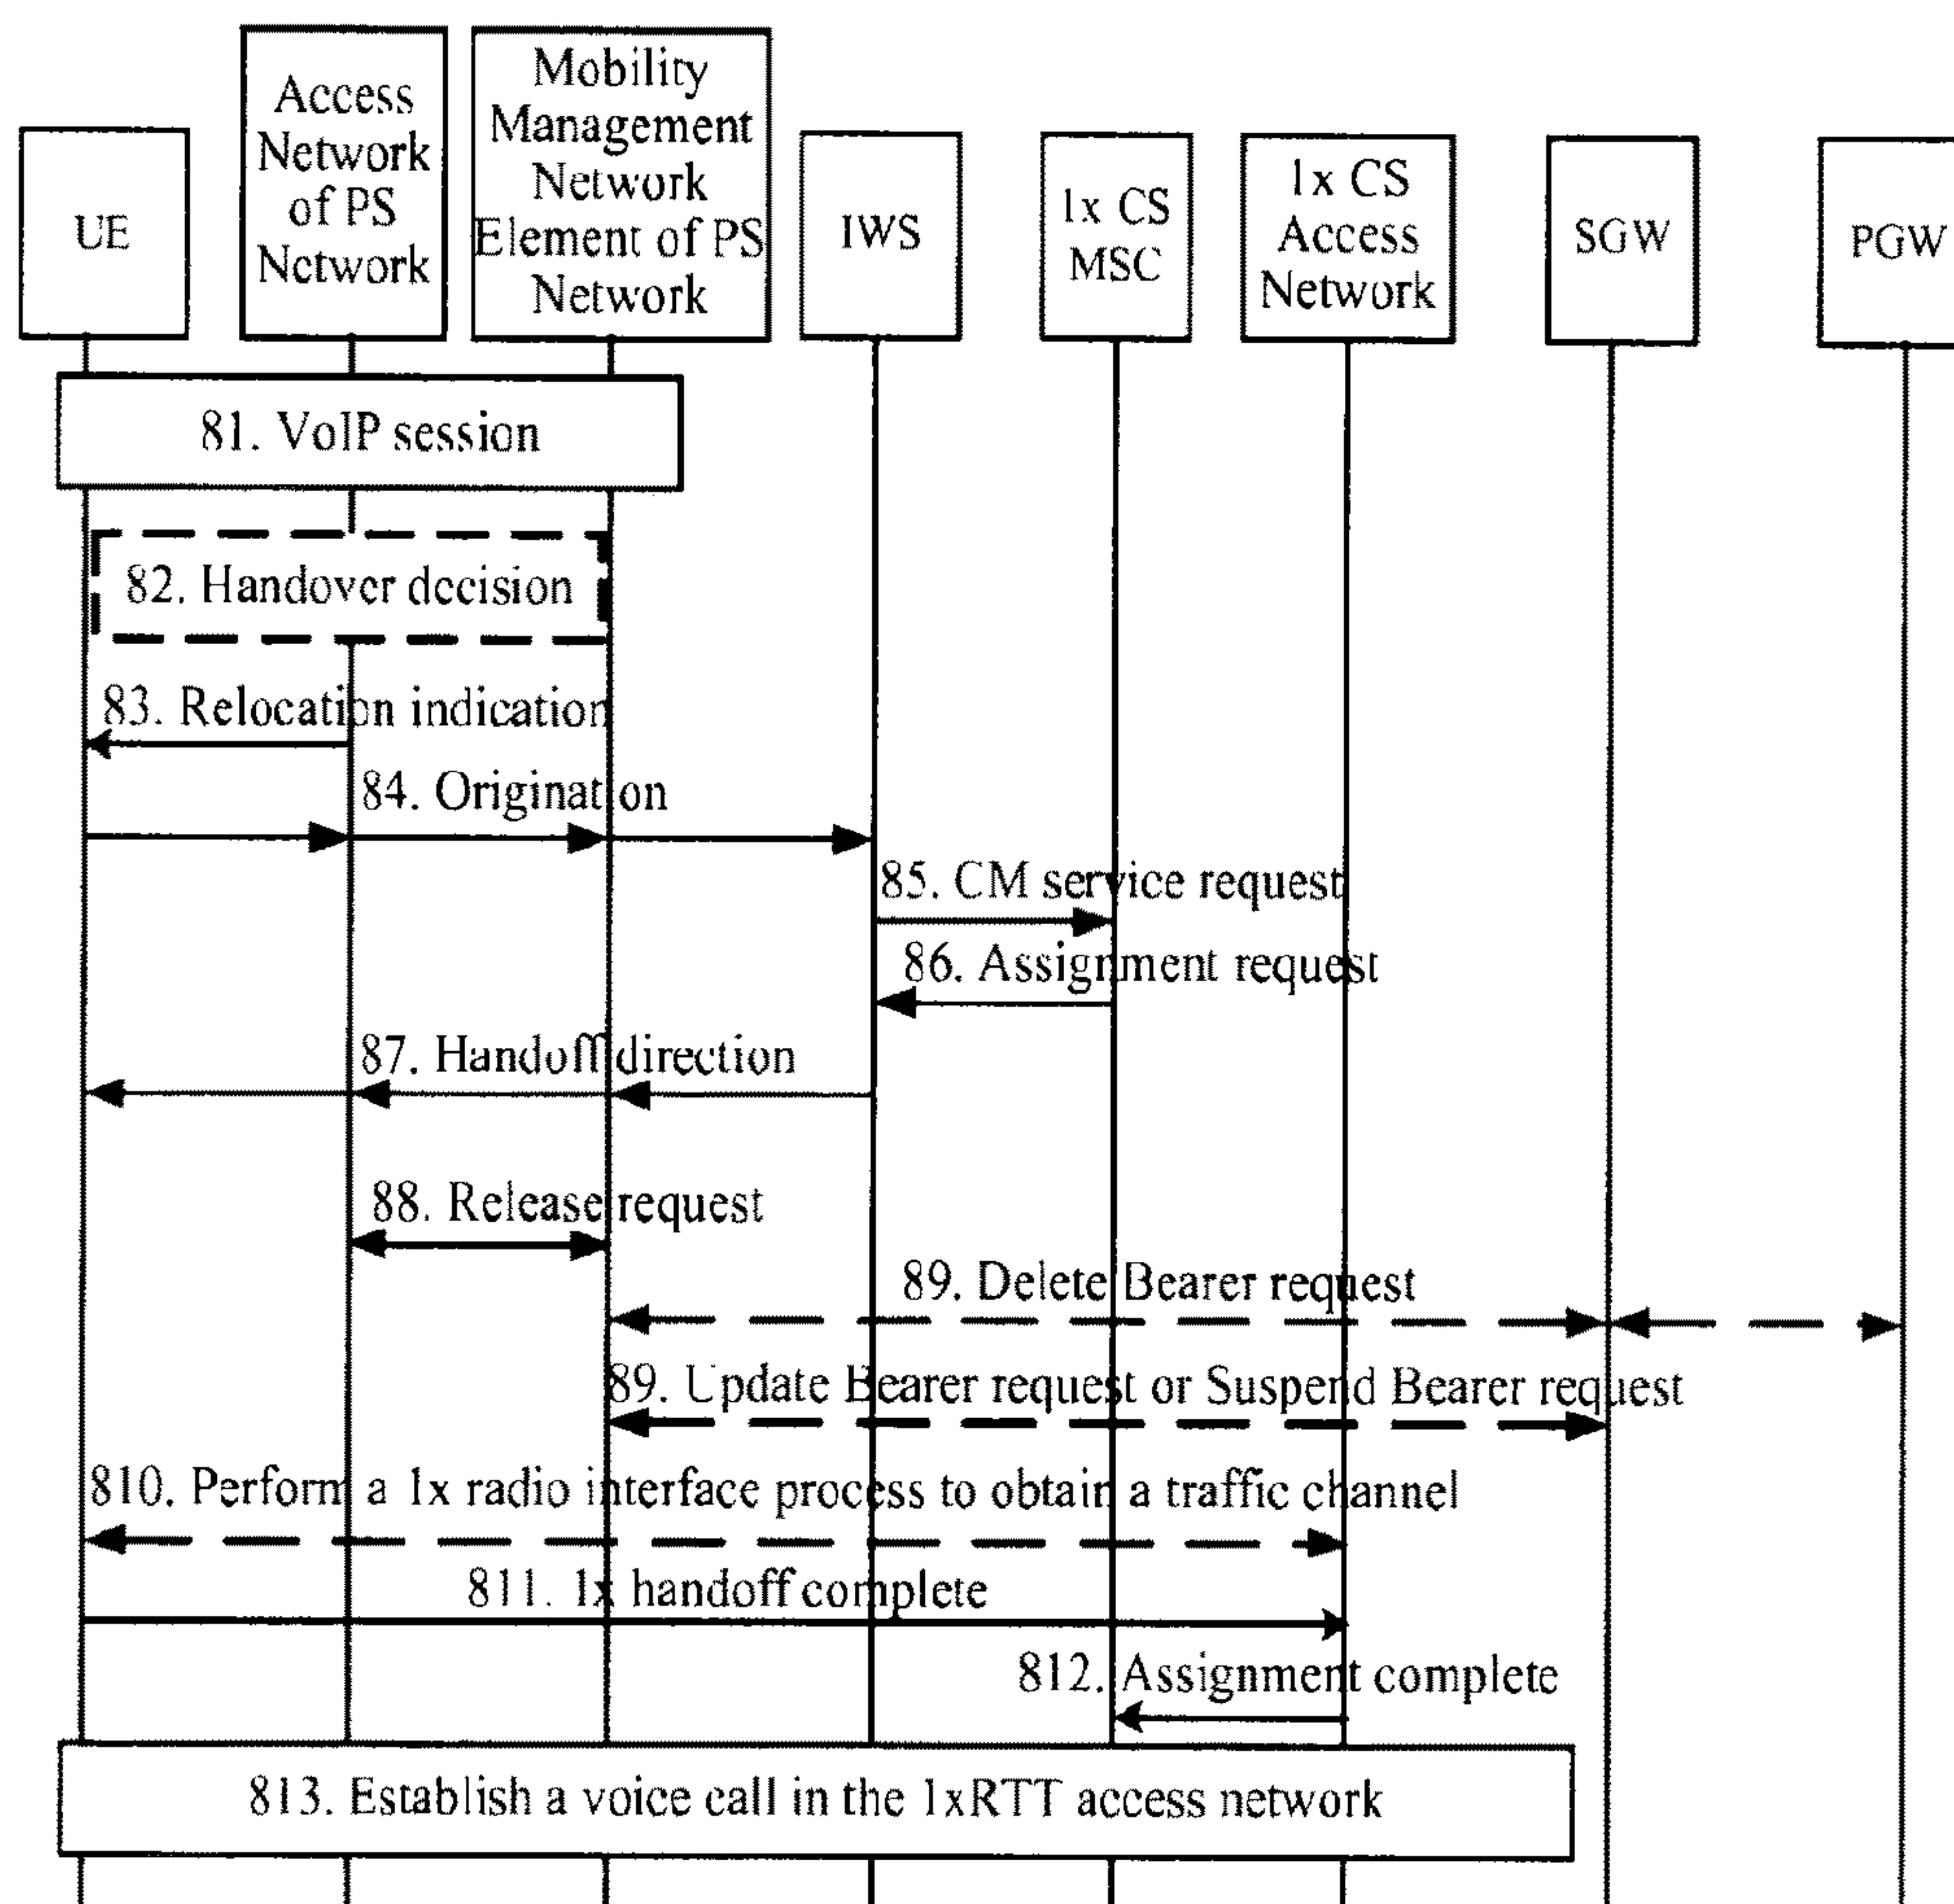 UE
Access
Network
of PS
Network
Mobility
Management
Network
Element of PS
Network
IWS
1x CS
MSC
1x CS
Access
Network
SGW
PGW
81. VoIP session
82. Handover decision
83. Relocation indication
84. Origination
85. CM service request
86. Assignment request
87. Handoff direction
88. Release request
89. Delete Bearer request
89. Update Bearer request or Suspend Bearer request
810. Perform a 1x radio interface process to obtain a traffic channel
811. 1x handoff complete
812. Assignment complete
813. Establish a voice call in the 1xRTT access network